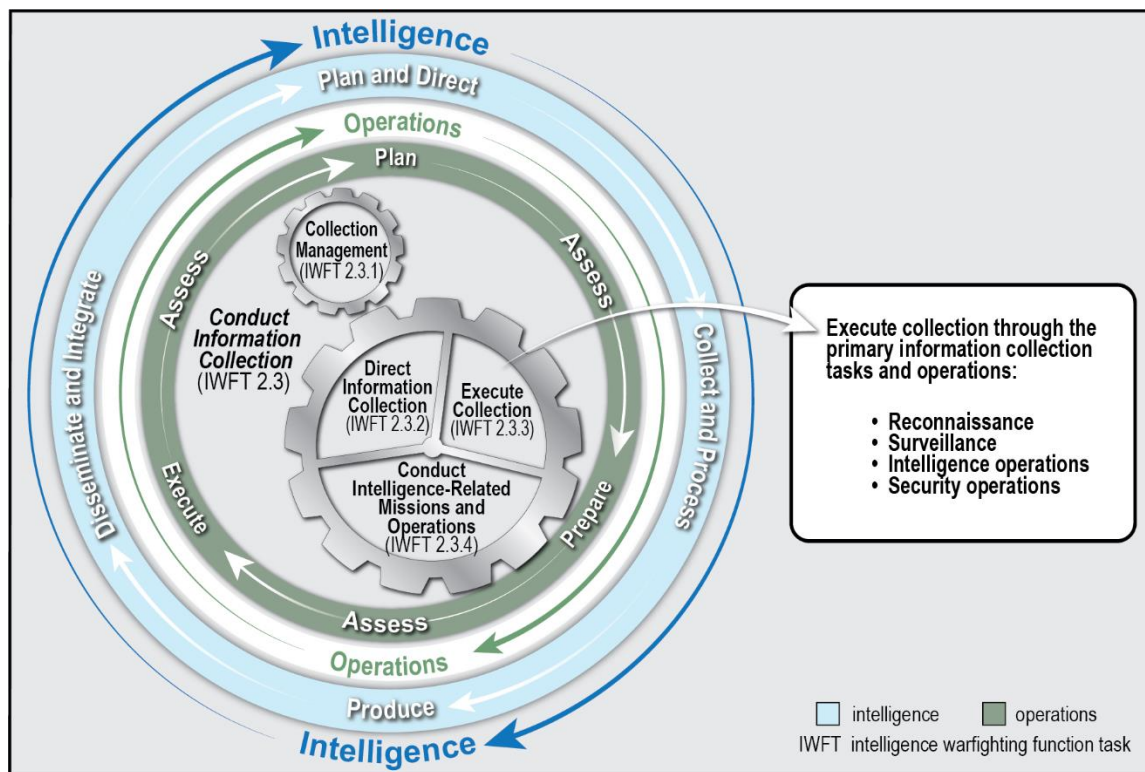 Intelligence
Plan and Direct
Operations
Plan
Assess
Assess
Collection
Management
(IWFT 2.3.1)
Conduct
Information
Collection
(IWFT 2.3)
Direct
Information
Collection
(IWFT 2.3.2)
Execute
Collection
(IWFT 2.3.3)
Conduct
Intelligence-Related
Missions and
Operations
(IWFT 2.3.4)
Disseminate and Integrate
Collect and Process
Execute
Prepare
Assess
Operations
Produce
Intelligence
Execute collection through the
primary information collection
tasks and operations:
• Reconnaissance
• Surveillance
• Intelligence operations
• Security operations
intelligence
operations
IWFT intelligence warfighting function task